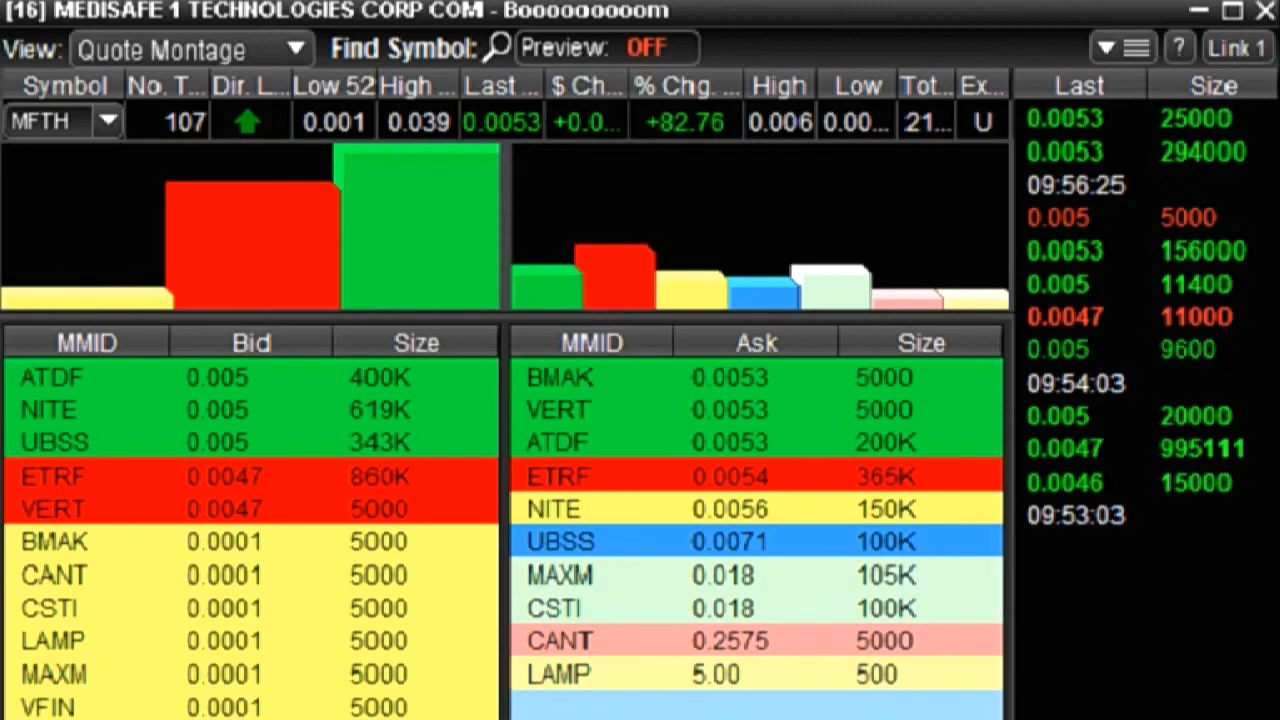 [16] MEDISAFE 1 TECHNOLOGIES CORP COM - Booooooooom
View: Quote Montage Find Symbol: Preview: OFF ? Link 1
Symbol No. T... Dir. L... Low 52 High ... Last ... $ Ch... % Chg. ... High Low Tot... Ex...
MFTH 107 0.001 0.039 0.0053 +0.0... +82.76 0.006 0.00... 21... U
MMID Bid Size
ATDF 0.005 400K
NITE 0.005 619K
UBSS 0.005 343K
ETRF 0.0047 860K
VERT 0.0047 5000
BMAK 0.0001 5000
CANT 0.0001 5000
CSTI 0.0001 5000
LAMP 0.0001 5000
MAXM 0.0001 5000
VFIN 0.0001 5000
MMID Ask Size
BMAK 0.0053 5000
VERT 0.0053 5000
ATDF 0.0053 200K
ETRF 0.0054 365K
NITE 0.0056 150K
UBSS 0.0071 100K
MAXM 0.018 105K
CSTI 0.018 100K
CANT 0.2575 5000
LAMP 5.00 500
Last Size
0.0053 25000
0.0053 294000
09:56:25
0.005 5000
0.0053 156000
0.005 11400
0.0047 11000
0.005 9600
09:54:03
0.005 20000
0.0047 995111
0.0046 15000
09:53:03